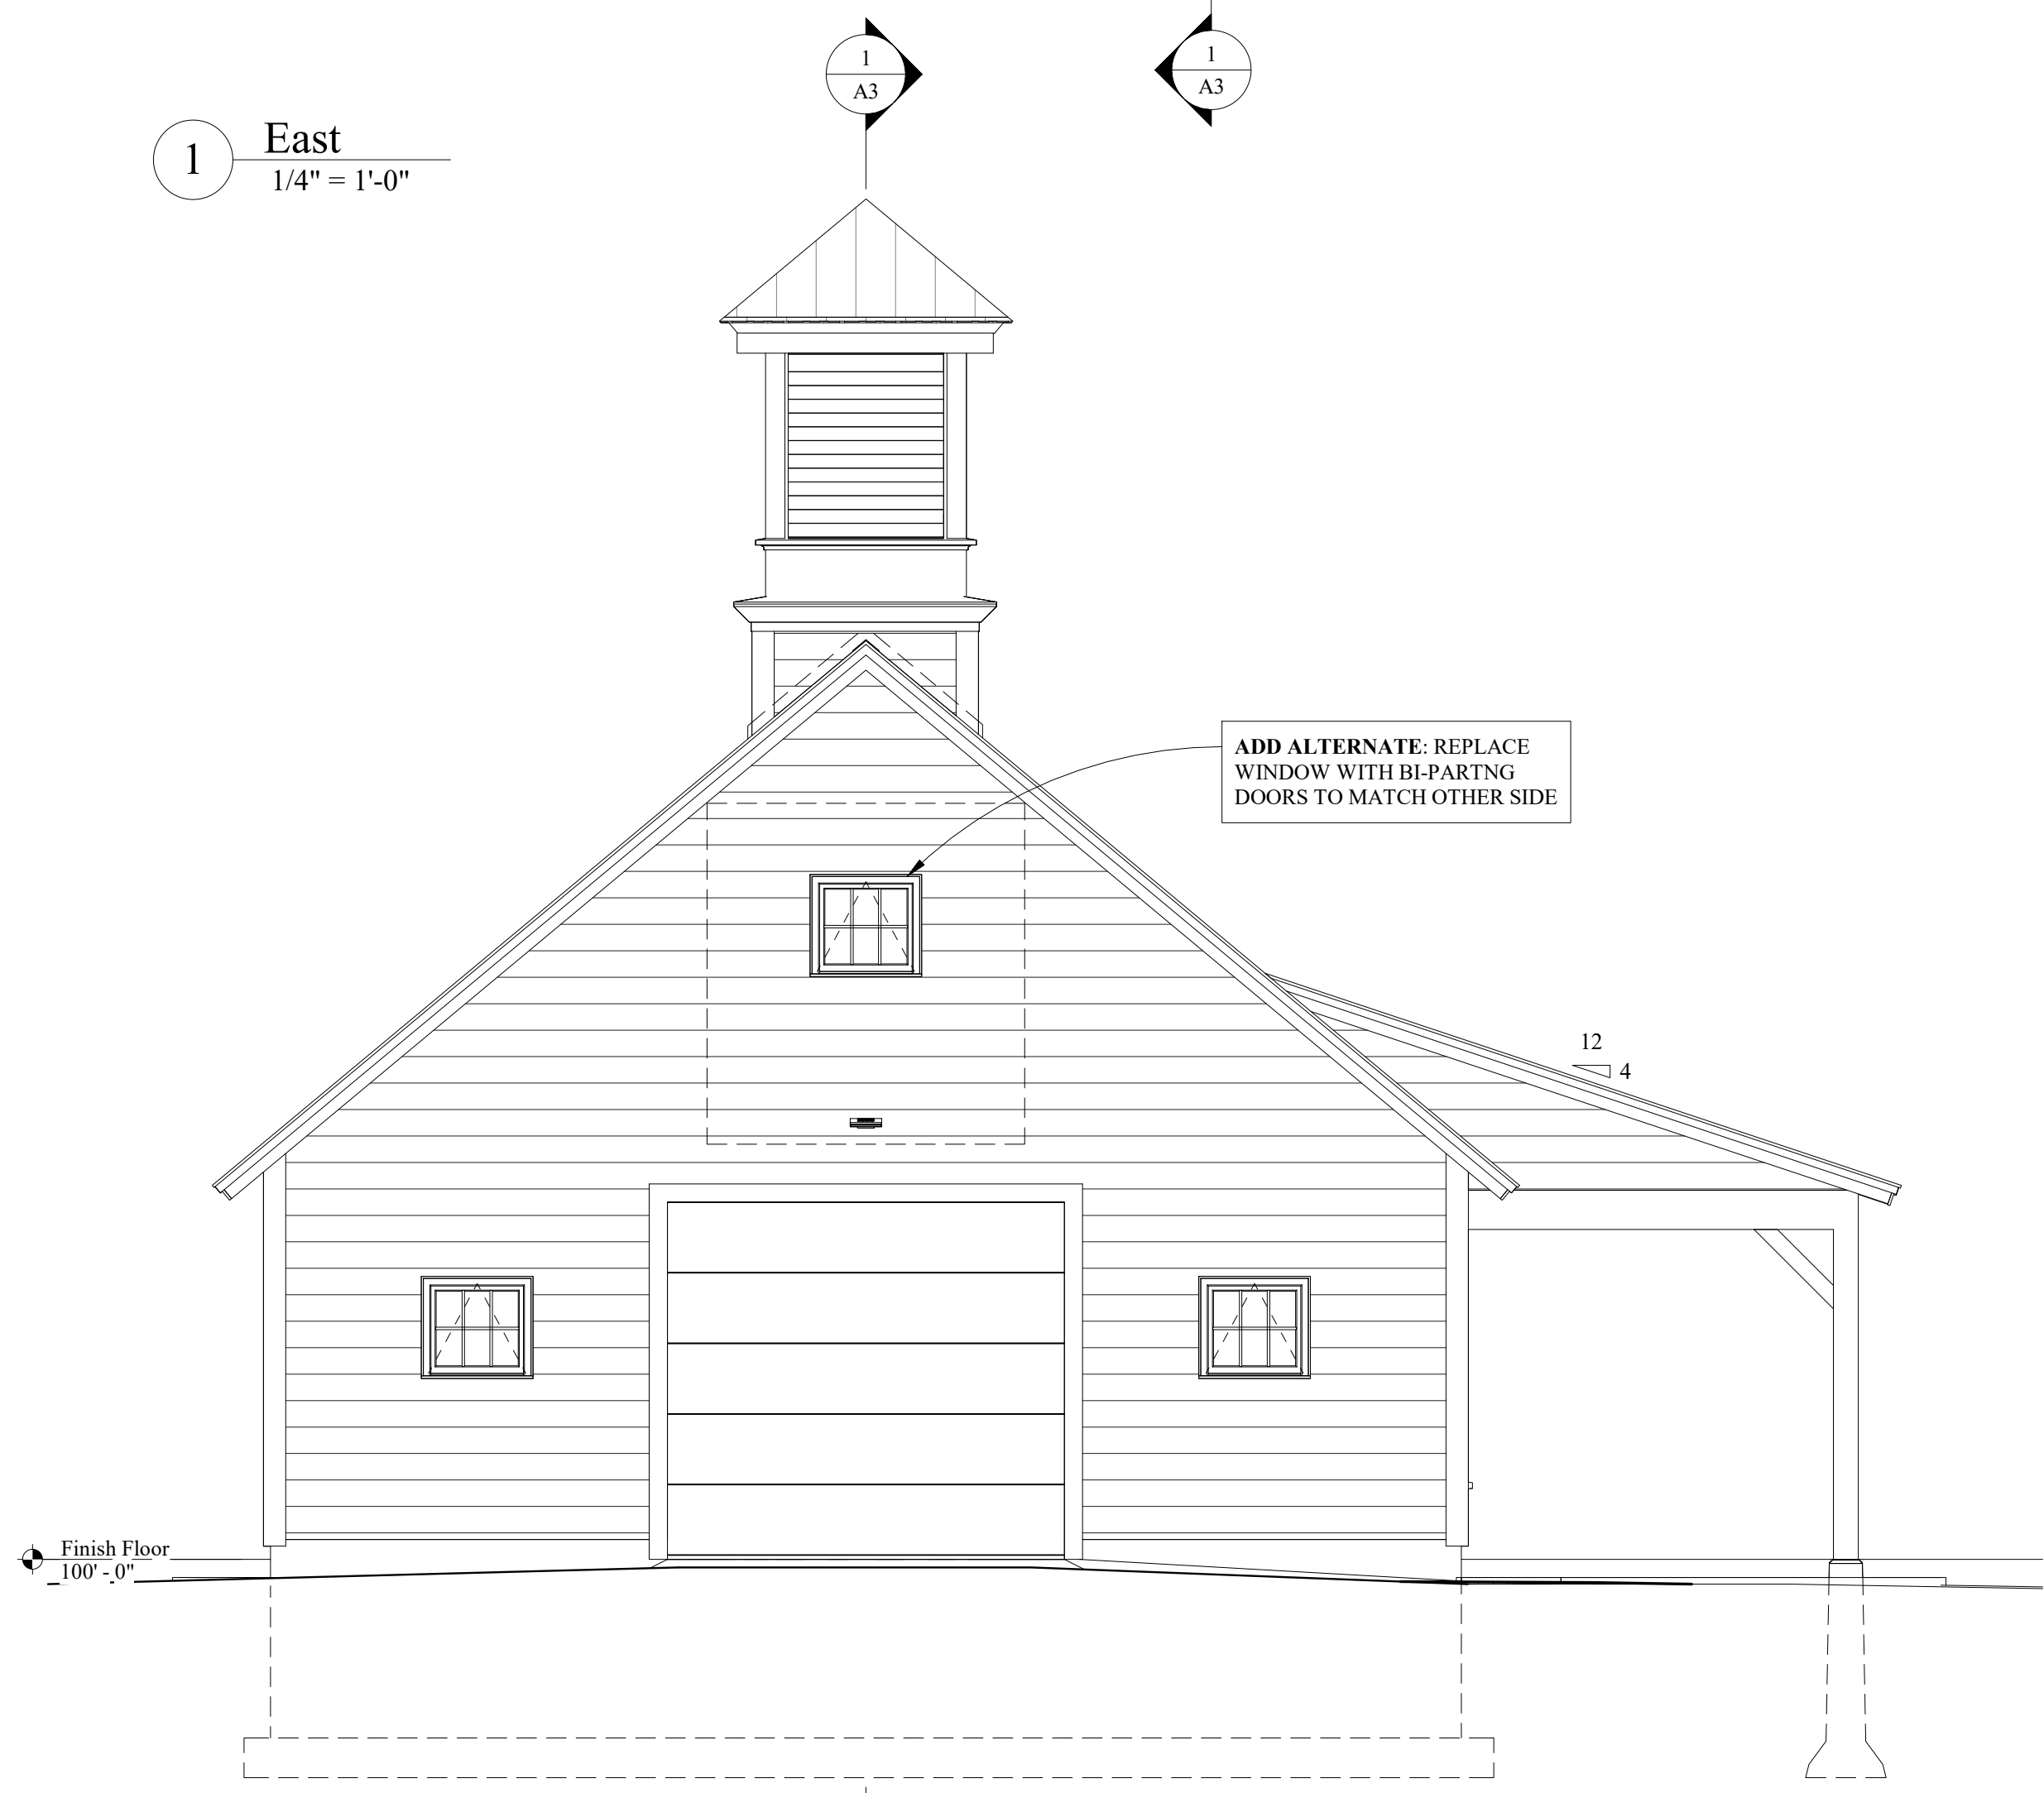 1
A3
1
A3
1
East
1/4" = 1'-0"
ADD ALTERNATE: REPLACE
WINDOW WITH BI-PARTNG
DOORS TO MATCH OTHER SIDE
12
4
Finish Floor
100' - 0"